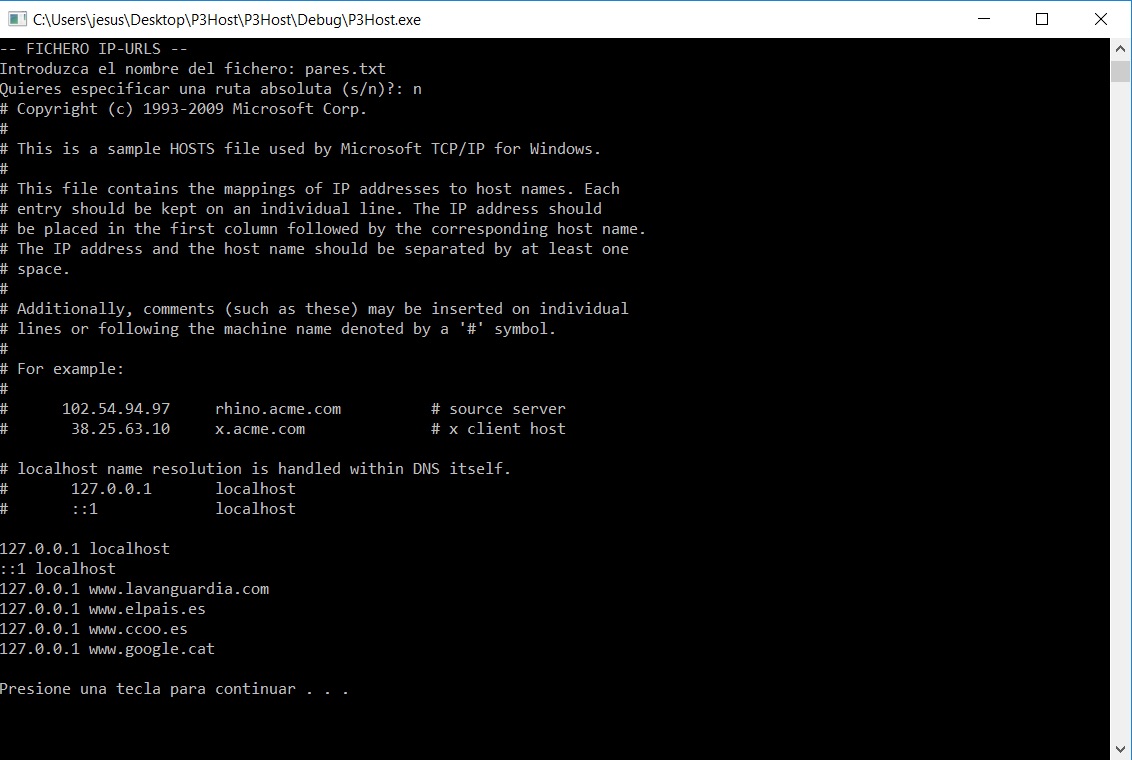 C:\Users\jesus\Desktop\P3Host\P3Host\Debug\P3Host.exe
-- FICHERO IP-URLS --
Introduzca el nombre del fichero: pares.txt
Quieres especificar una ruta absoluta (s/n)?: n
# Copyright (c) 1993-2009 Microsoft Corp.
#
# This is a sample HOSTS file used by Microsoft TCP/IP for Windows.
#
# This file contains the mappings of IP addresses to host names. Each
# entry should be kept on an individual line. The IP address should
# be placed in the first column followed by the corresponding host name.
# The IP address and the host name should be separated by at least one
# space.
#
# Additionally, comments (such as these) may be inserted on individual
# lines or following the machine name denoted by a '#' symbol.
#
# For example:
#
#      102.54.94.97     rhino.acme.com          # source server
#       38.25.63.10     x.acme.com              # x client host
# localhost name resolution is handled within DNS itself.
#       127.0.0.1       localhost
#       ::1             localhost
127.0.0.1 localhost
::1 localhost
127.0.0.1 www.lavanguardia.com
127.0.0.1 www.elpais.es
127.0.0.1 www.ccoo.es
127.0.0.1 www.google.cat
Presione una tecla para continuar . . .